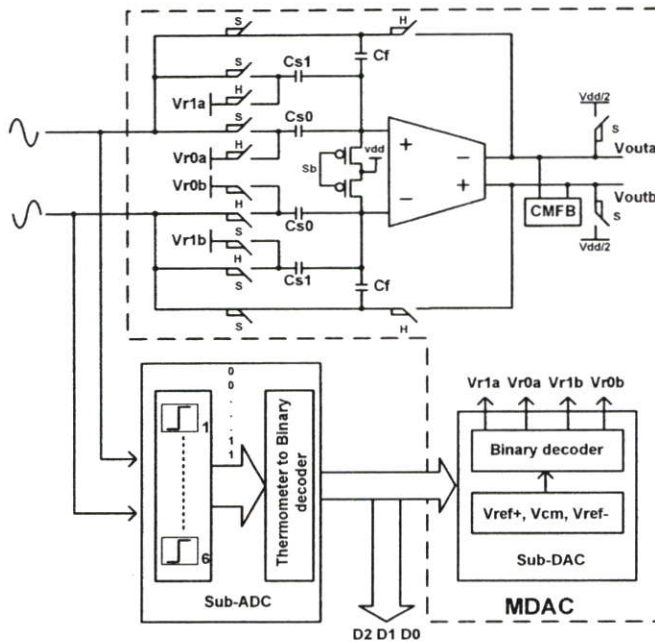 S
H
Cf
S
Cs1
Vr1a
H
Vdd/2
S
Cs0
S
Vr0a
H
vdd
Sb
+
−
−
+
Vouta
Voutb
CMFB
S
Vdd/2
Vr0b
H
Cs0
S
Vr1b
H
Cs1
S
Cf
S
H
0 0 . . . 1 1
1
6
Thermometer to Binary
decoder
Sub-ADC
D2 D1 D0
Vr1a Vr0a Vr1b Vr0b
Binary decoder
Vref+, Vcm, Vref-
Sub-DAC
MDAC